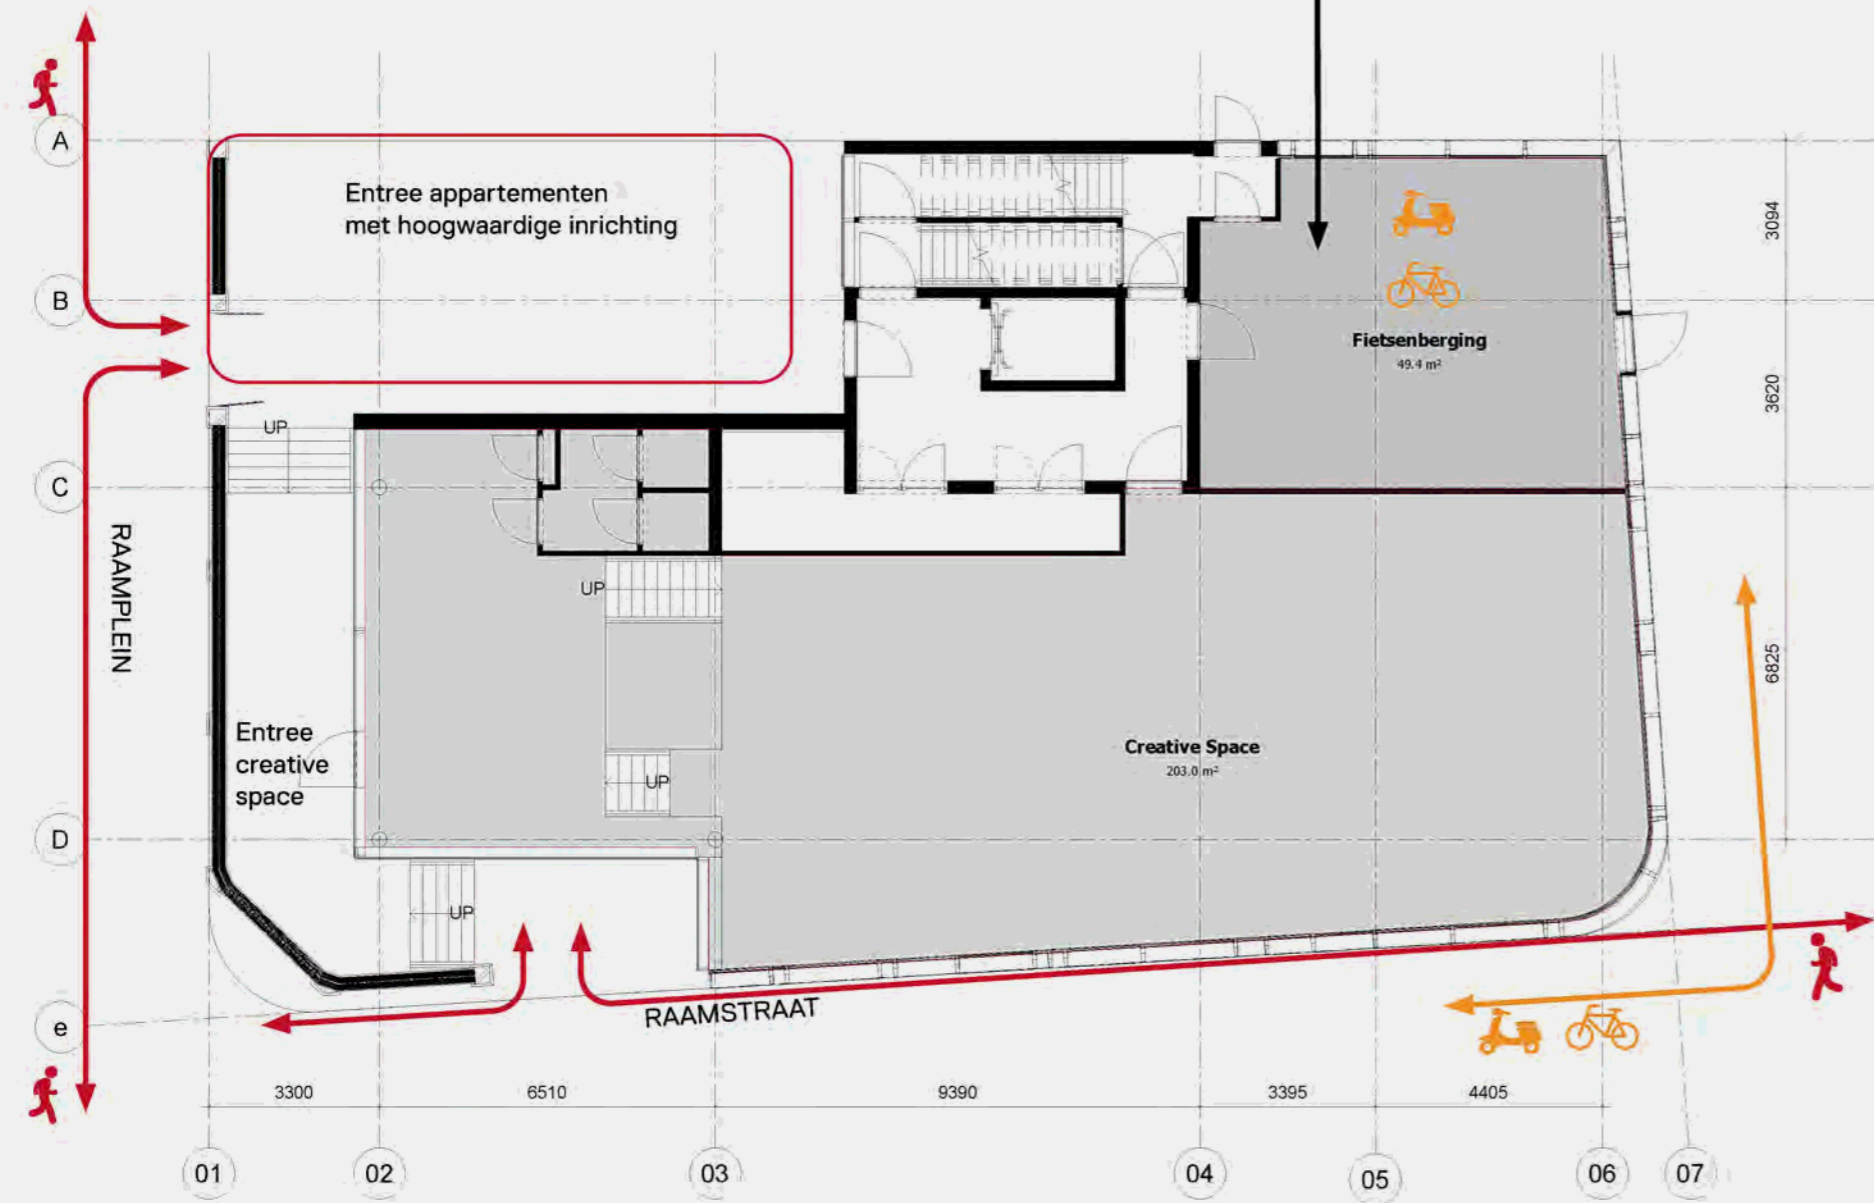 A
Entree appartementen
met hoogwaardige inrichting
3094
B
Fietsenberging
49.4 m²
3620
UP
C
RAAMPLEIN
UP
6825
Entree
creative
space
Creative Space
203.0 m²
UP
D
UP
RAAMSTRAAT
e
3300
6510
9390
3395
4405
01
02
03
04
05
06
07